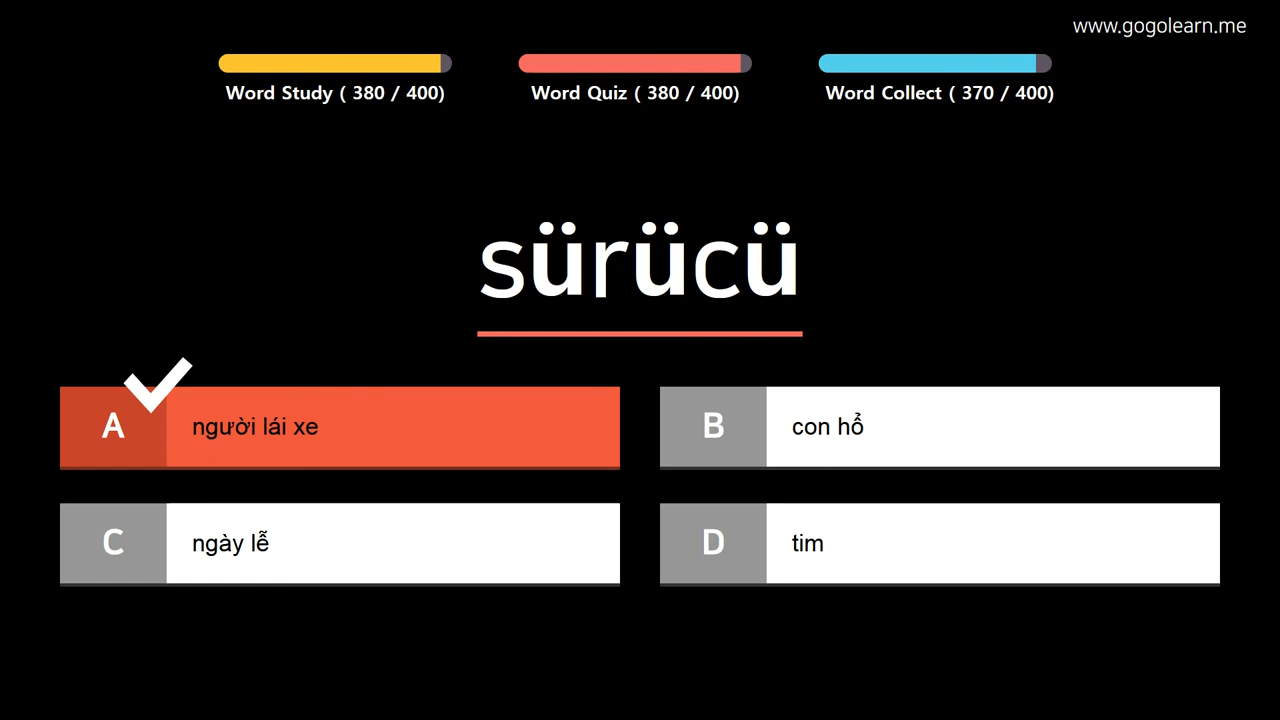 www.gogolearn.me
Word Study ( 380 / 400)
Word Quiz ( 380 / 400)
Word Collect ( 370 / 400)
sürücü
A
người lái xe
B
con hổ
C
ngày lễ
D
tim